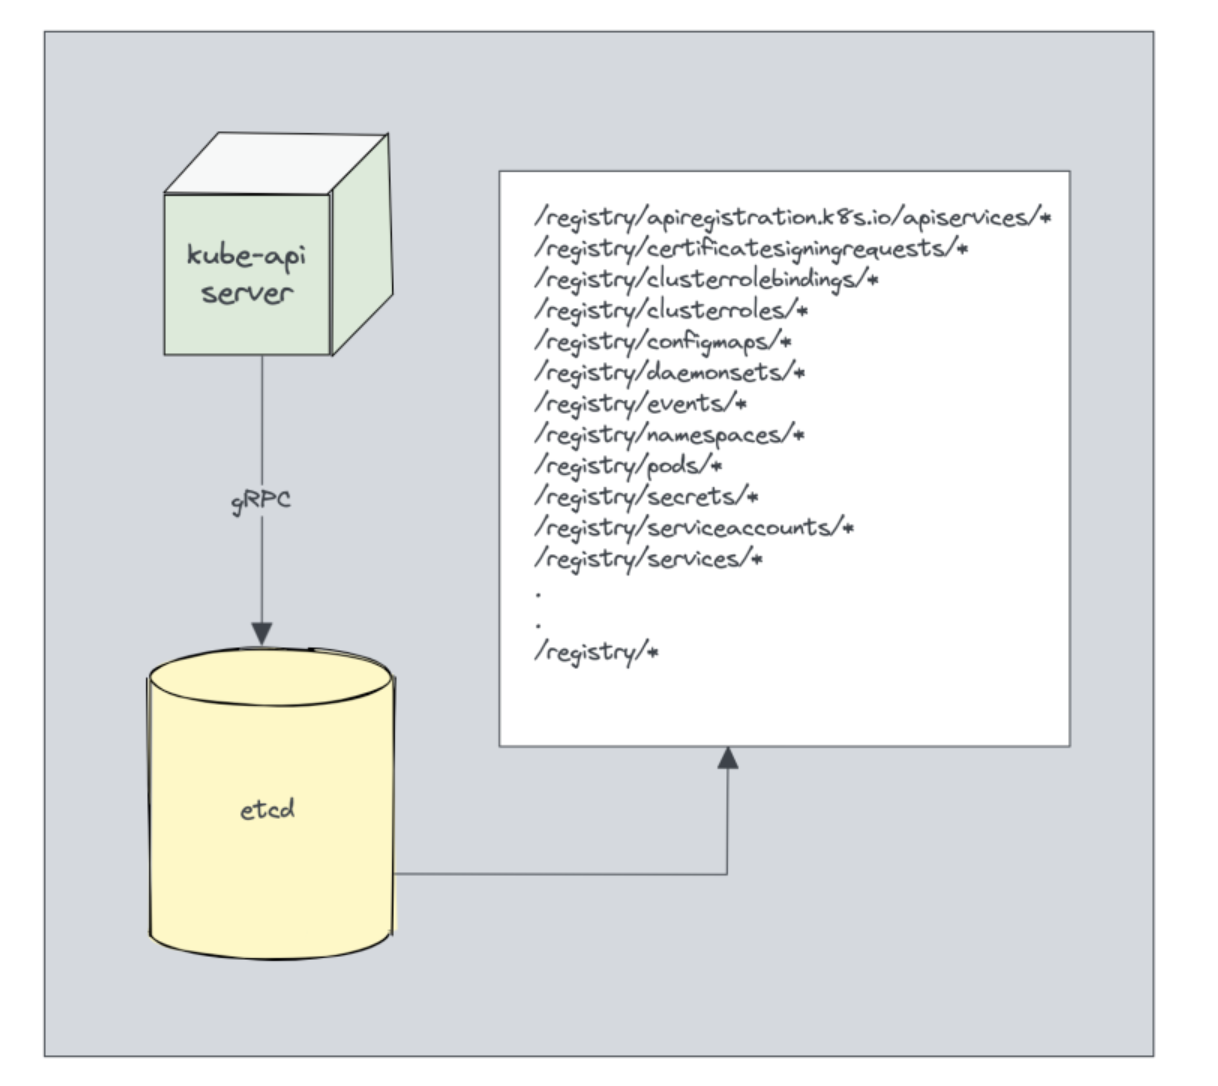 kube-api
server
gRPC
etcd
/registry/apiregistration.k8s.io/apiservices/*
/registry/certificatesigningrequests/*
/registry/clusterrolebindings/*
/registry/clusterroles/*
/registry/configmaps/*
/registry/daemonsets/*
/registry/events/*
/registry/namespaces/*
/registry/pods/*
/registry/secrets/*
/registry/serviceaccounts/*
/registry/services/*
.
.
/registry/*